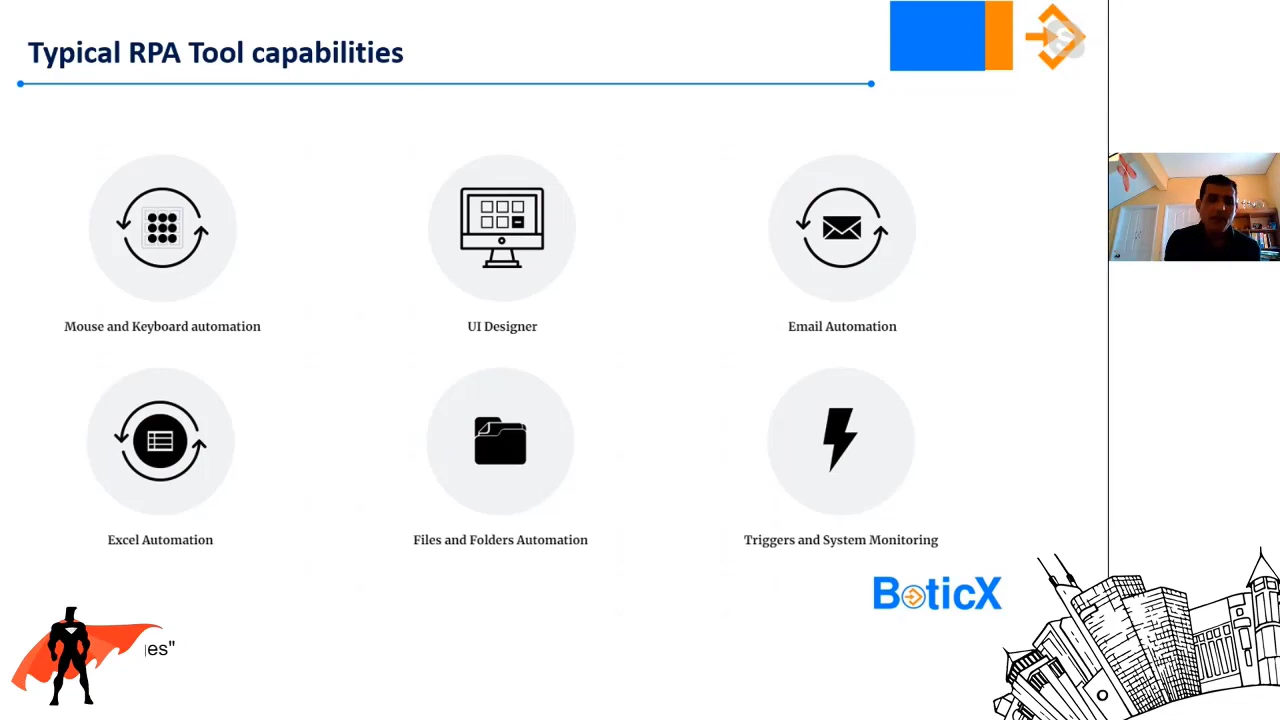 Typical RPA Tool capabilities
Mouse and Keyboard automation
UI Designer
Email Automation
Excel Automation
Files and Folders Automation
Triggers and System Monitoring
BoticX